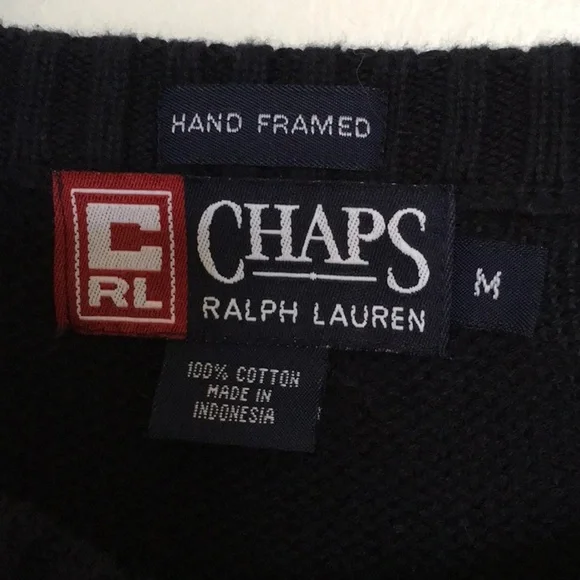 HAND FRAMED
C
RL
CHAPS
RALPH LAUREN
M
100% COTTON
MADE IN
INDONESIA